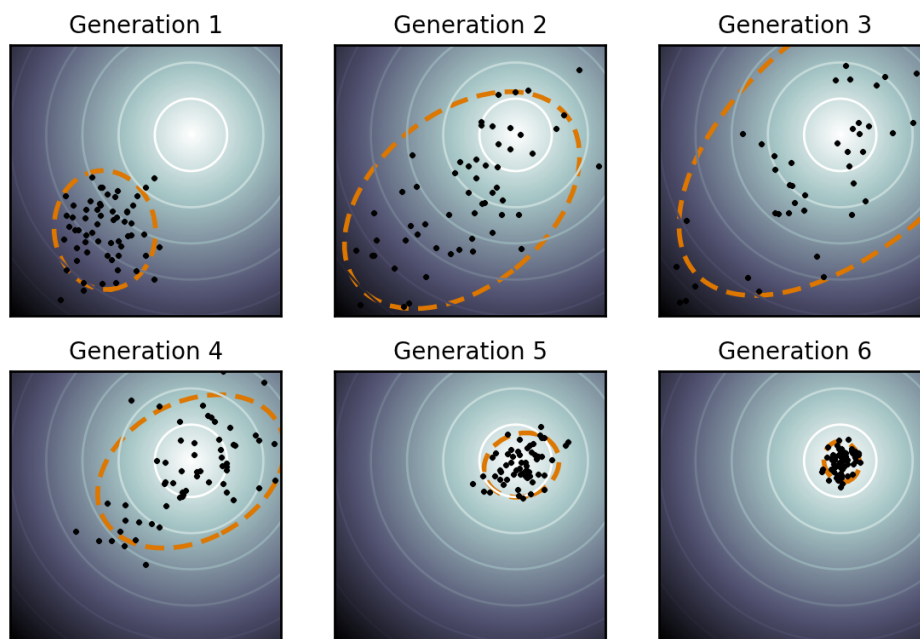 Generation 1
Generation 2
Generation 3
Generation 4
Generation 5
Generation 6